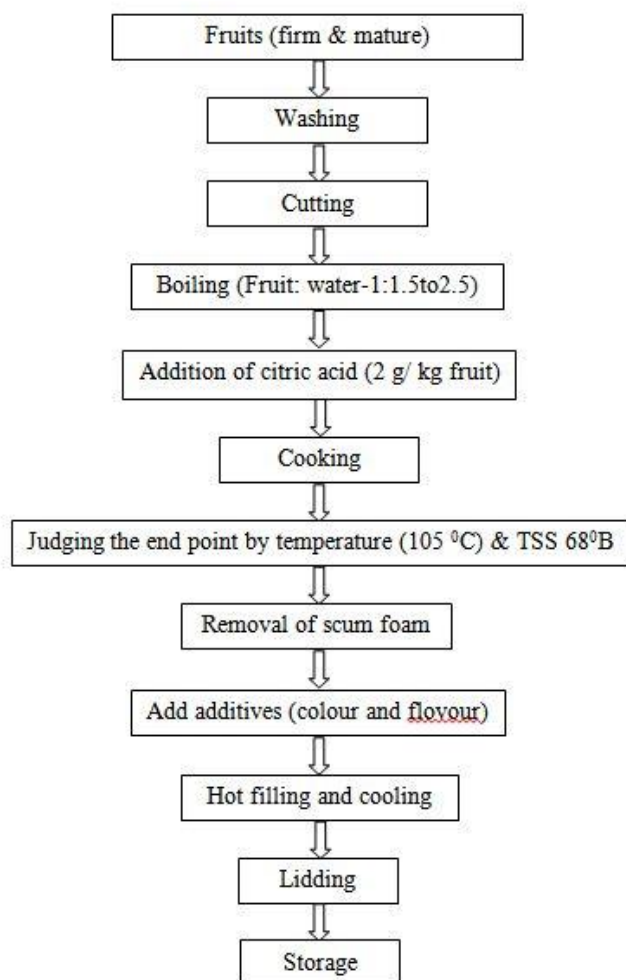 Fruits (firm & mature)
Washing
Cutting
Boiling (Fruit: water-1:1.5to2.5)
Addition of citric acid (2 g/ kg fruit)
Cooking
Judging the end point by temperature (105 ⁰C) & TSS 68⁰B
Removal of scum foam
Add additives (colour and flovour)
Hot filling and cooling
Lidding
Storage